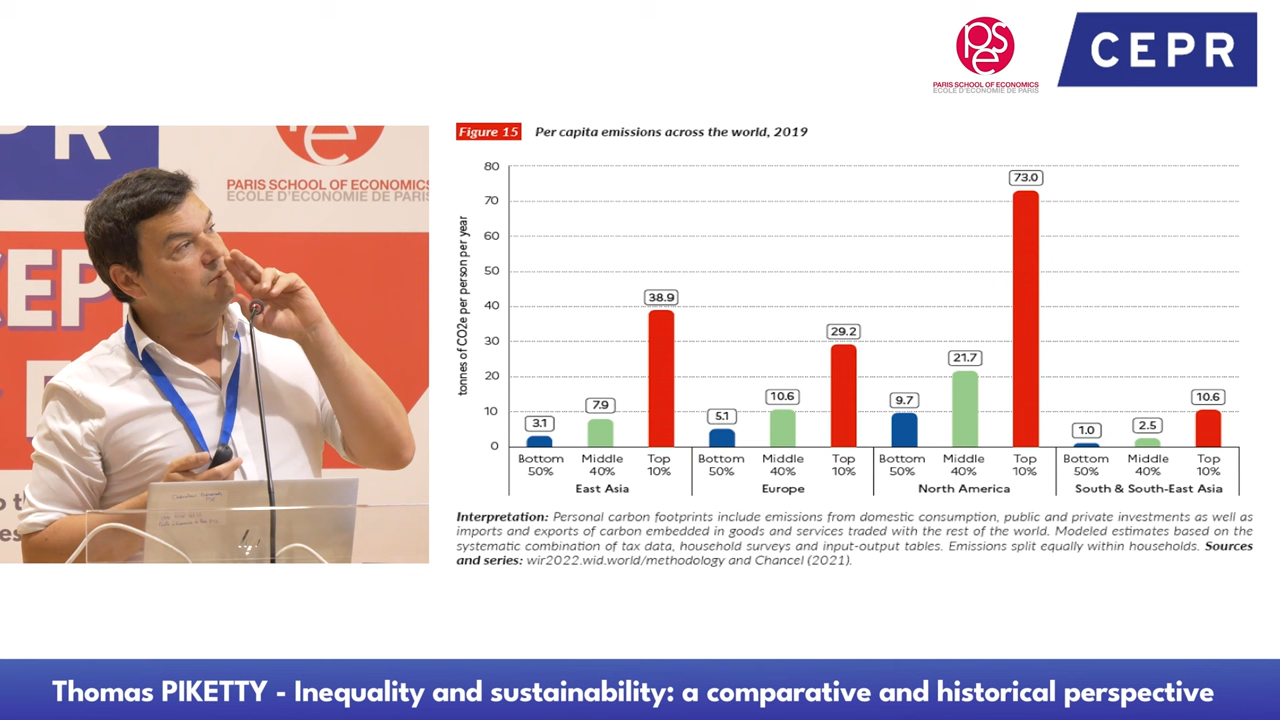 pse
PARIS SCHOOL OF ECONOMICS
ECOLE D'ECONOMIE DE PARIS
CEPR
PR
PARIS SCHOOL OF ECONOMICS
ECOLE D'ECONOMIE DE PARIS
EP
Figure 15 Per capita emissions across the world, 2019
tonnes of CO2e per person per year
80
70
60
50
40
30
20
10
0
3.1
7.9
38.9
5.1
10.6
29.2
9.7
21.7
73.0
1.0
2.5
10.6
Bottom Middle Top Bottom Middle Top Bottom Middle Top Bottom Middle Top
50% 40% 10% 50% 40% 10% 50% 40% 10% 50% 40% 10%
East Asia Europe North America South & South-East Asia
Interpretation: Personal carbon footprints include emissions from domestic consumption, public and private investments as well as
imports and exports of carbon embedded in goods and services traded with the rest of the world. Modeled estimates based on the
systematic combination of tax data, household surveys and input-output tables. Emissions split equally within households. Sources
and series: wir2022.wid.world/methodology and Chancel (2021).
hp
Thomas PIKETTY - Inequality and sustainability: a comparative and historical perspective